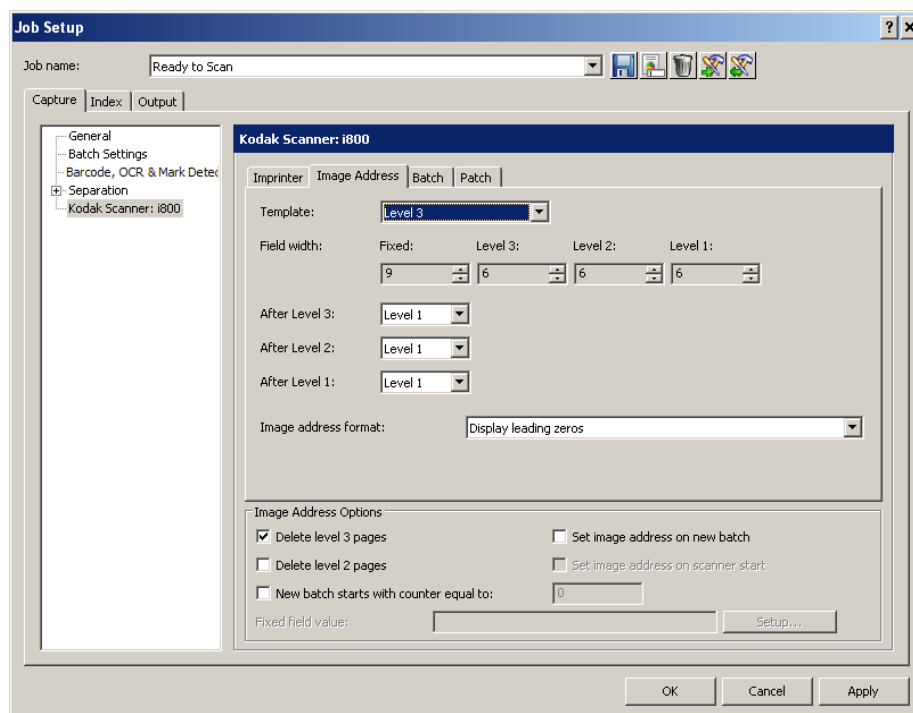 Job Setup
Job name: Ready to Scan
Capture Index Output
General
Batch Settings
Barcode, OCR & Mark Detec
Separation
Kodak Scanner: i800
Kodak Scanner: i800
Imprinter Image Address Batch Patch
Template: Level 3
Field width: Fixed: Level 3: Level 2: Level 1:
9 6 6 6
After Level 3: Level 1
After Level 2: Level 1
After Level 1: Level 1
Image address format: Display leading zeros
Image Address Options
Delete level 3 pages Set image address on new batch
Delete level 2 pages Set image address on scanner start
New batch starts with counter equal to: 0
Fixed field value: Setup...
OK Cancel Apply